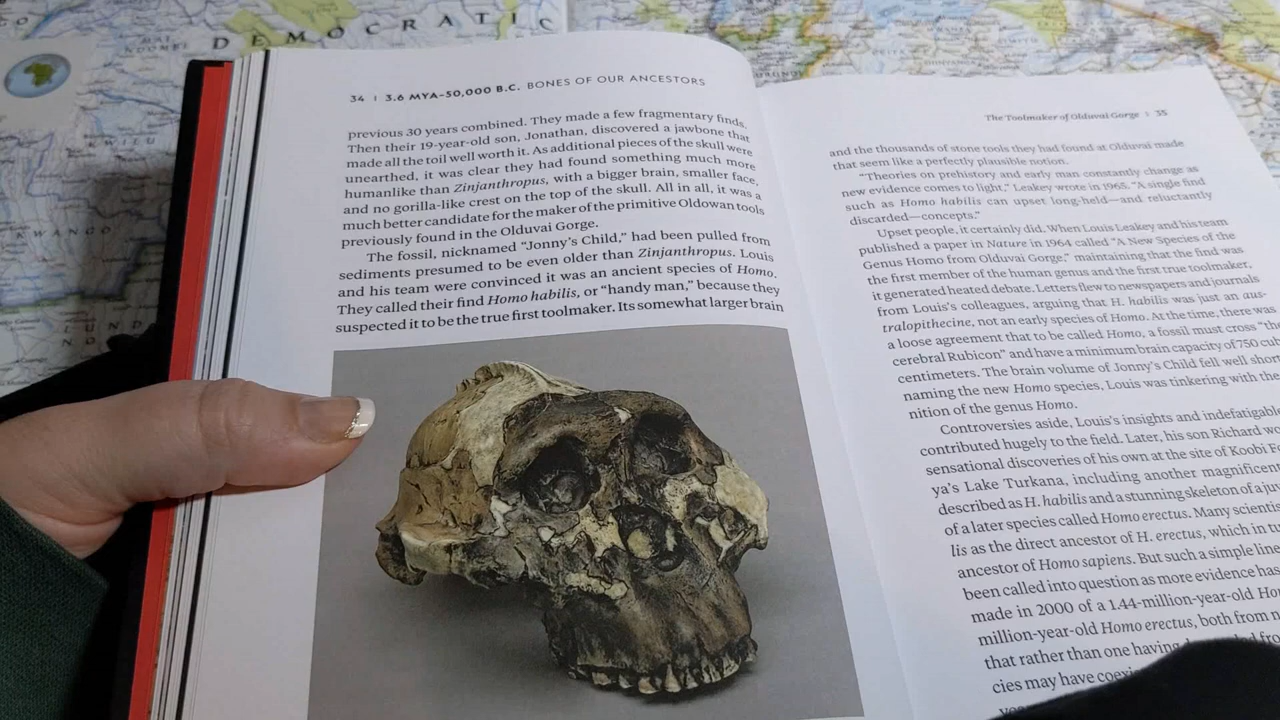 DEMOCRATIC
34 | 3.6 MYA–50,000 B.C. BONES OF OUR ANCESTORS
previous 30 years combined. They made a few fragmentary finds.
Then their 19-year-old son, Jonathan, discovered a jawbone that
made all the toil well worth it. As additional pieces of the skull were
unearthed, it was clear they had found something much more
humanlike than Zinjanthropus, with a bigger brain, smaller face,
and no gorilla-like crest on the top of the skull. All in all, it was a
much better candidate for the maker of the primitive Oldowan tools
previously found in the Olduvai Gorge.
The fossil, nicknamed “Jonny’s Child,” had been pulled from
sediments presumed to be even older than Zinjanthropus. Louis
and his team were convinced it was an ancient species of Homo.
They called their find Homo habilis, or “handy man,” because they
suspected it to be the true first toolmaker. Its somewhat larger brain
The Toolmaker of Olduvai Gorge | 35
and the thousands of stone tools they had found at Olduvai made
that seem like a perfectly plausible notion.
“Theories on prehistory and early man constantly change as
new evidence comes to light,” Leakey wrote in 1965. “A single find
such as Homo habilis can upset long-held—and reluctantly
discarded—concepts.”
Upset people, it certainly did. When Louis Leakey and his team
published a paper in Nature in 1964 called “A New Species of the
Genus Homo from Olduvai Gorge,” maintaining that the find was
the first member of the human genus and the first true toolmaker,
it generated heated debate. Letters flew to newspapers and journals
from Louis’s colleagues, arguing that H. habilis was just an aus-
tralopithecine, not an early species of Homo. At the time, there was
a loose agreement that to be called Homo, a fossil must cross “the
cerebral Rubicon” and have a minimum brain capacity of 750 cub
centimeters. The brain volume of Jonny’s Child fell well short
naming the new Homo species, Louis was tinkering with the
nition of the genus Homo.
Controversies aside, Louis’s insights and indefatigabl
contributed hugely to the field. Later, his son Richard wo
sensational discoveries of his own at the site of Koobi Fo
ya’s Lake Turkana, including another magnificen
described as H. habilis and a stunning skeleton of a ju
of a later species called Homo erectus. Many scienti
lis as the direct ancestor of H. erectus, which in tu
ancestor of Homo sapiens. But such a simple line
been called into question as more evidence has
made in 2000 of a 1.44-million-year-old Hom
million-year-old Homo erectus, both from n
that rather than one having
cies may have coexi